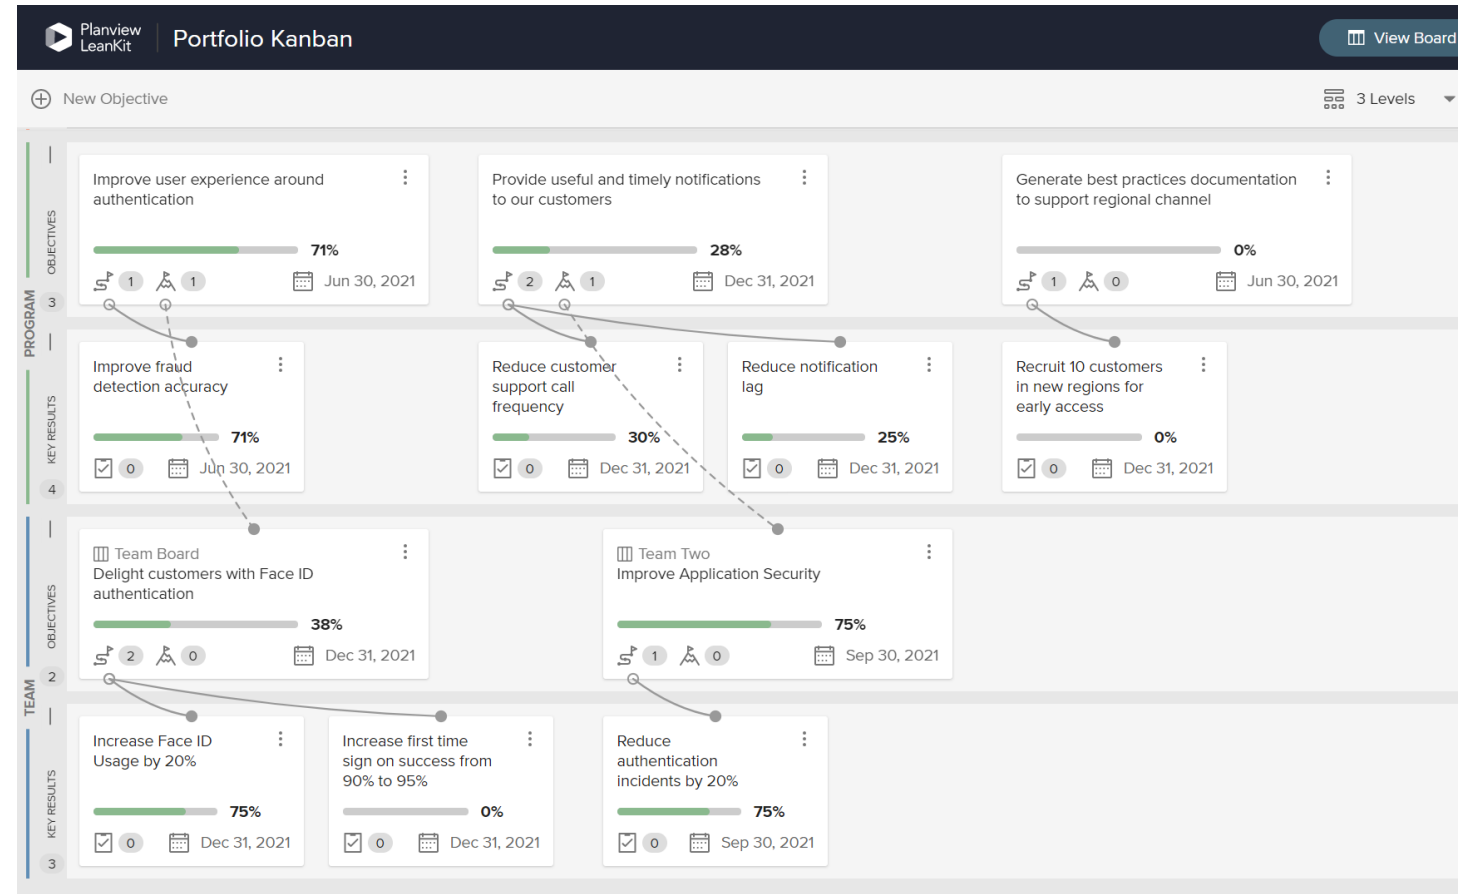 Planview
LeanKit
Portfolio Kanban
View Board
New Objective
3 Levels
PROGRAM
OBJECTIVES
3
Improve user experience around
authentication
71%
1
1
Jun 30, 2021
Provide useful and timely notifications
to our customers
28%
2
1
Dec 31, 2021
Generate best practices documentation
to support regional channel
0%
1
0
Jun 30, 2021
KEY RESULTS
4
Improve fraud
detection accuracy
71%
0
Jun 30, 2021
Reduce customer
support call
frequency
30%
0
Dec 31, 2021
Reduce notification
lag
25%
0
Dec 31, 2021
Recruit 10 customers
in new regions for
early access
0%
0
Dec 31, 2021
TEAM
OBJECTIVES
2
Team Board
Delight customers with Face ID
authentication
38%
2
0
Dec 31, 2021
Team Two
Improve Application Security
75%
1
0
Sep 30, 2021
KEY RESULTS
3
Increase Face ID
Usage by 20%
75%
0
Dec 31, 2021
Increase first time
sign on success from
90% to 95%
0%
0
Dec 31, 2021
Reduce
authentication
incidents by 20%
75%
0
Sep 30, 2021